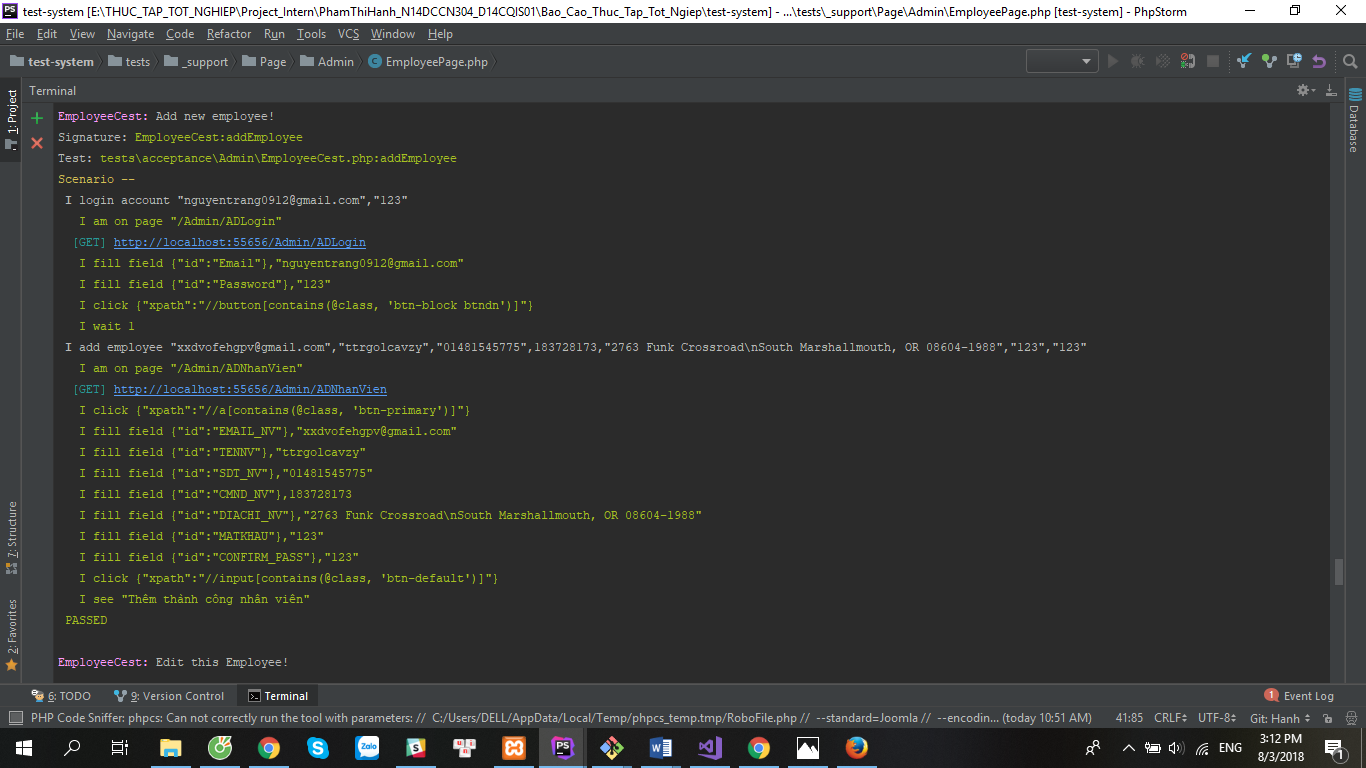 test-system [E:\THUC_TAP_TOT_NGHIEP\Project_Intern\PhamThiHanh_N14DCCN304_D14CQIS01\Bao_Cao_Thuc_Tap_Tot_Ngiep\test-system] - ...\tests\_support\Page\Admin\EmployeePage.php [test-system] - PhpStorm
File Edit View Navigate Code Refactor Run Tools VCS Window Help
test-system tests _support Page Admin EmployeePage.php
Terminal
1: Project
Database
EmployeeCest: Add new employee!
Signature: EmployeeCest:addEmployee
Test: tests\acceptance\Admin\EmployeeCest.php:addEmployee
Scenario --
I login account "nguyentrang0912@gmail.com","123"
I am on page "/Admin/ADLogin"
[GET] http://localhost:55656/Admin/ADLogin
I fill field {"id":"Email"},"nguyentrang0912@gmail.com"
I fill field {"id":"Password"},"123"
I click {"xpath":"//button[contains(@class, 'btn-block btndn')]"}
I wait 1
I add employee "xxdvofehgpv@gmail.com","ttrgolcavzy","01481545775",183728173,"2763 Funk Crossroad\nSouth Marshallmouth, OR 08604-1988","123","123"
I am on page "/Admin/ADNhanVien"
[GET] http://localhost:55656/Admin/ADNhanVien
I click {"xpath":"//a[contains(@class, 'btn-primary')]"}
I fill field {"id":"EMAIL_NV"},"xxdvofehgpv@gmail.com"
I fill field {"id":"TENNV"},"ttrgolcavzy"
I fill field {"id":"SDT_NV"},"01481545775"
I fill field {"id":"CMND_NV"},183728173
I fill field {"id":"DIACHI_NV"},"2763 Funk Crossroad\nSouth Marshallmouth, OR 08604-1988"
I fill field {"id":"MATKHAU"},"123"
I fill field {"id":"CONFIRM_PASS"},"123"
I click {"xpath":"//input[contains(@class, 'btn-default')]"}
I see "Thêm thành công nhân viên"
PASSED
EmployeeCest: Edit this Employee!
7: Structure
2: Favorites
6: TODO 9: Version Control Terminal 1 Event Log
PHP Code Sniffer: phpcs: Can not correctly run the tool with parameters: // C:/Users/DELL/AppData/Local/Temp/phpcs_temp.tmp/RoboFile.php // --standard=Joomla // --encodin... (today 10:51 AM) 41:85 CRLF UTF-8 Git: Hanh
Zalo PS ENG 3:12 PM
8/3/2018 1